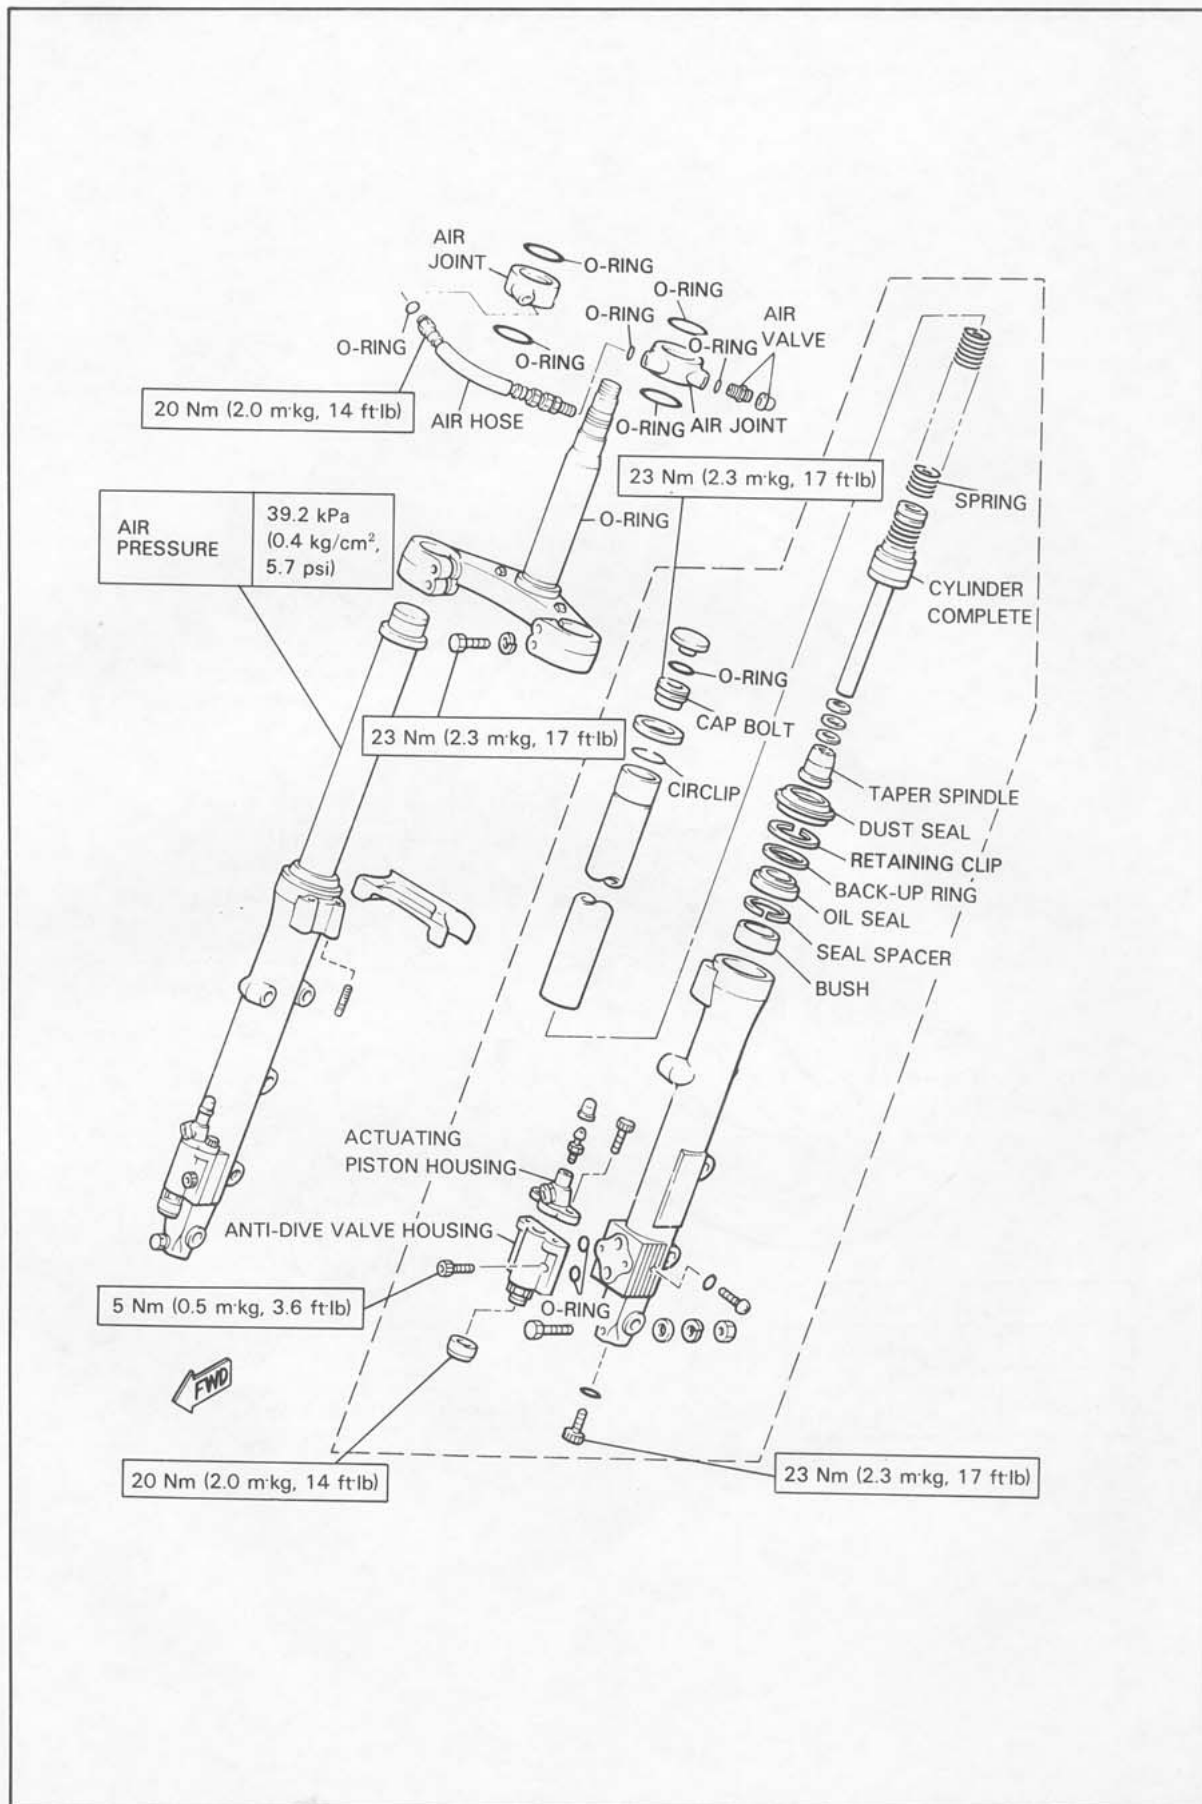 AIR
JOINT
O-RING
O-RING
O-RING
AIR
VALVE
O-RING
O-RING
O-RING
20 Nm (2.0 m·kg, 14 ft·lb)
AIR HOSE
O-RING
AIR JOINT
23 Nm (2.3 m·kg, 17 ft·lb)
SPRING
AIR
PRESSURE
39.2 kPa
(0.4 kg/cm²,
5.7 psi)
O-RING
CYLINDER
COMPLETE
O-RING
CAP BOLT
23 Nm (2.3 m·kg, 17 ft·lb)
CIRCLIP
TAPER SPINDLE
DUST SEAL
RETAINING CLIP
BACK-UP RING
OIL SEAL
SEAL SPACER
BUSH
ACTUATING
PISTON HOUSING
ANTI-DIVE VALVE HOUSING
5 Nm (0.5 m·kg, 3.6 ft·lb)
O-RING
FWD
20 Nm (2.0 m·kg, 14 ft·lb)
23 Nm (2.3 m·kg, 17 ft·lb)